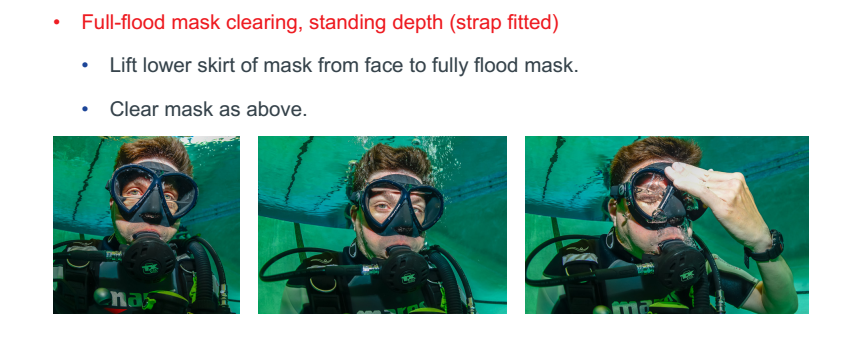 • Full-flood mask clearing, standing depth (strap fitted)
• Lift lower skirt of mask from face to fully flood mask.
• Clear mask as above.